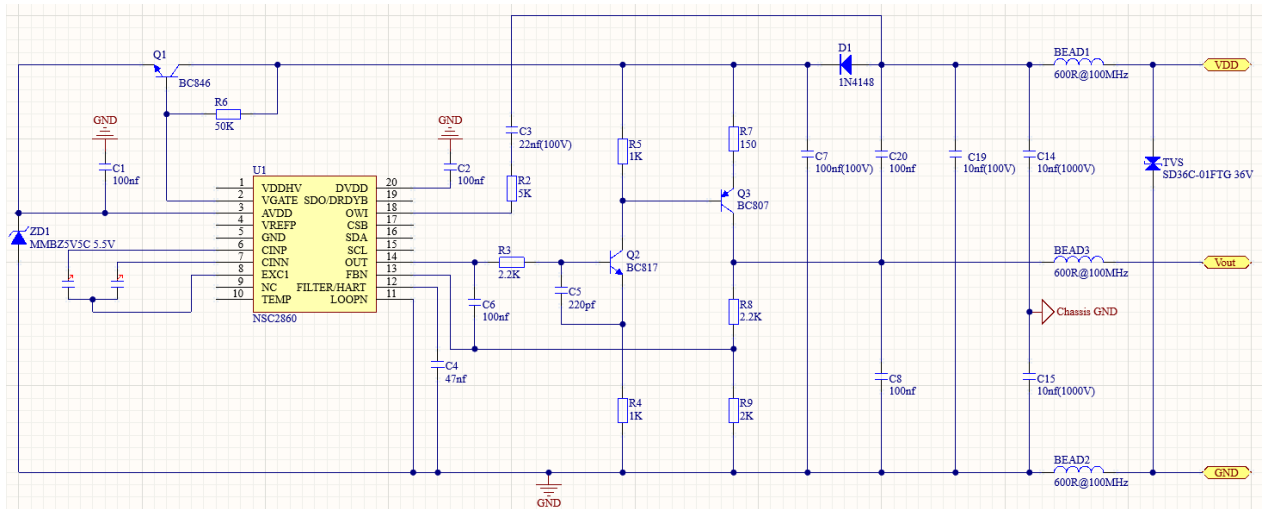 Q1
BC846
R6
50K
GND
C1
100nf
GND
C2
100nf
C3
22nf(100V)
R2
5K
R5
1K
R7
150
D1
1N4148
BEAD1
600R@100MHz
VDD
C7
100nf(100V)
C20
100nf
C19
10nf(100V)
C14
10nf(1000V)
TVS
SD36C-01FTG 36V
U1
1 VDDHV DVDD 20
2 VGATE SDO/DRDYB 19
3 AVDD OWI 18
4 VREFP CSB 17
5 GND SDA 16
6 CINP SCL 15
7 CINN OUT 14
8 EXC1 FBN 13
9 NC FILTER/HART 12
10 TEMP LOOPN 11
NSC2860
ZD1
MMBZ5V5C 5.5V
Q3
BC807
R3
2.2K
Q2
BC817
C5
220pf
C6
100nf
BEAD3
600R@100MHz
Vout
R8
2.2K
Chassis GND
C4
47nf
C8
100nf
C15
10nf(1000V)
R4
1K
R9
2K
BEAD2
600R@100MHz
GND
GND